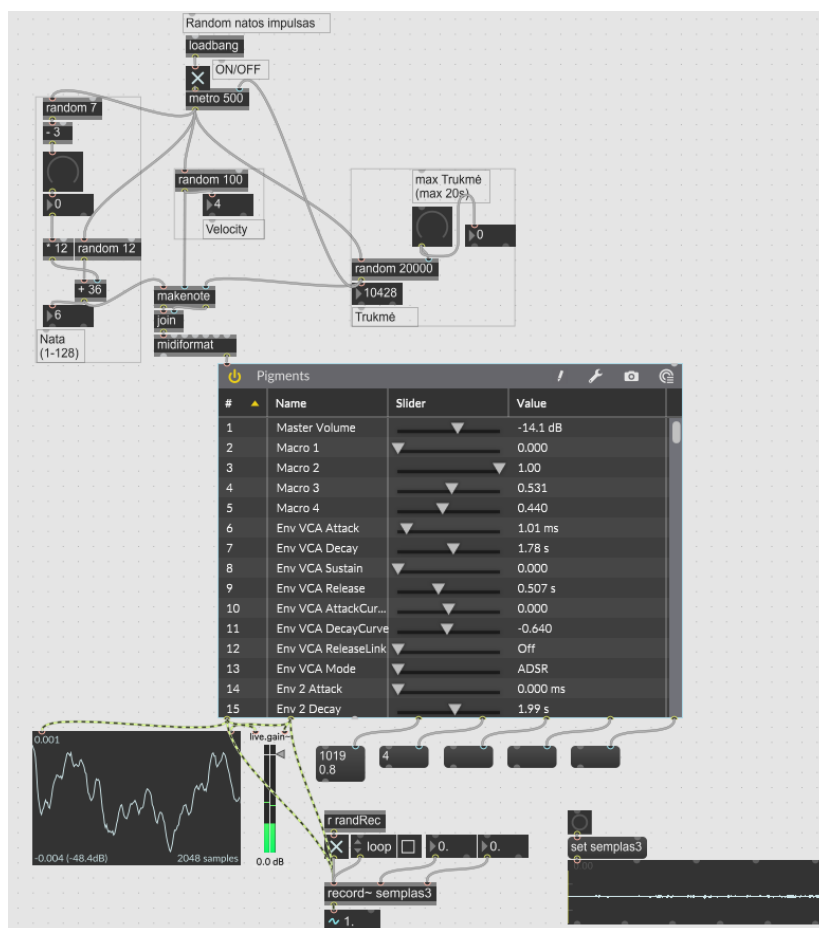 Random natos impulsas
loadbang
ON/OFF
metro 500
random 7
- 3
0
* 12
random 12
+ 36
6
Nata
(1-128)
random 100
4
Velocity
makenote
join
midiformat
max Trukmė
(max 20s)
0
random 20000
10428
Trukmė
Pigments
# Name Slider Value
1 Master Volume -14.1 dB
2 Macro 1 0.000
3 Macro 2 1.00
4 Macro 3 0.531
5 Macro 4 0.440
6 Env VCA Attack 1.01 ms
7 Env VCA Decay 1.78 s
8 Env VCA Sustain 0.000
9 Env VCA Release 0.507 s
10 Env VCA AttackCur... 0.000
11 Env VCA DecayCurve -0.640
12 Env VCA ReleaseLink Off
13 Env VCA Mode ADSR
14 Env 2 Attack 0.000 ms
15 Env 2 Decay 1.99 s
0.001
-0.004 (-48.4dB) 2048 samples
live.gain~
0.0 dB
1019
0.8
4
r randRec
loop 0. 0.
record~ semplas3
1.
set semplas3
0.00